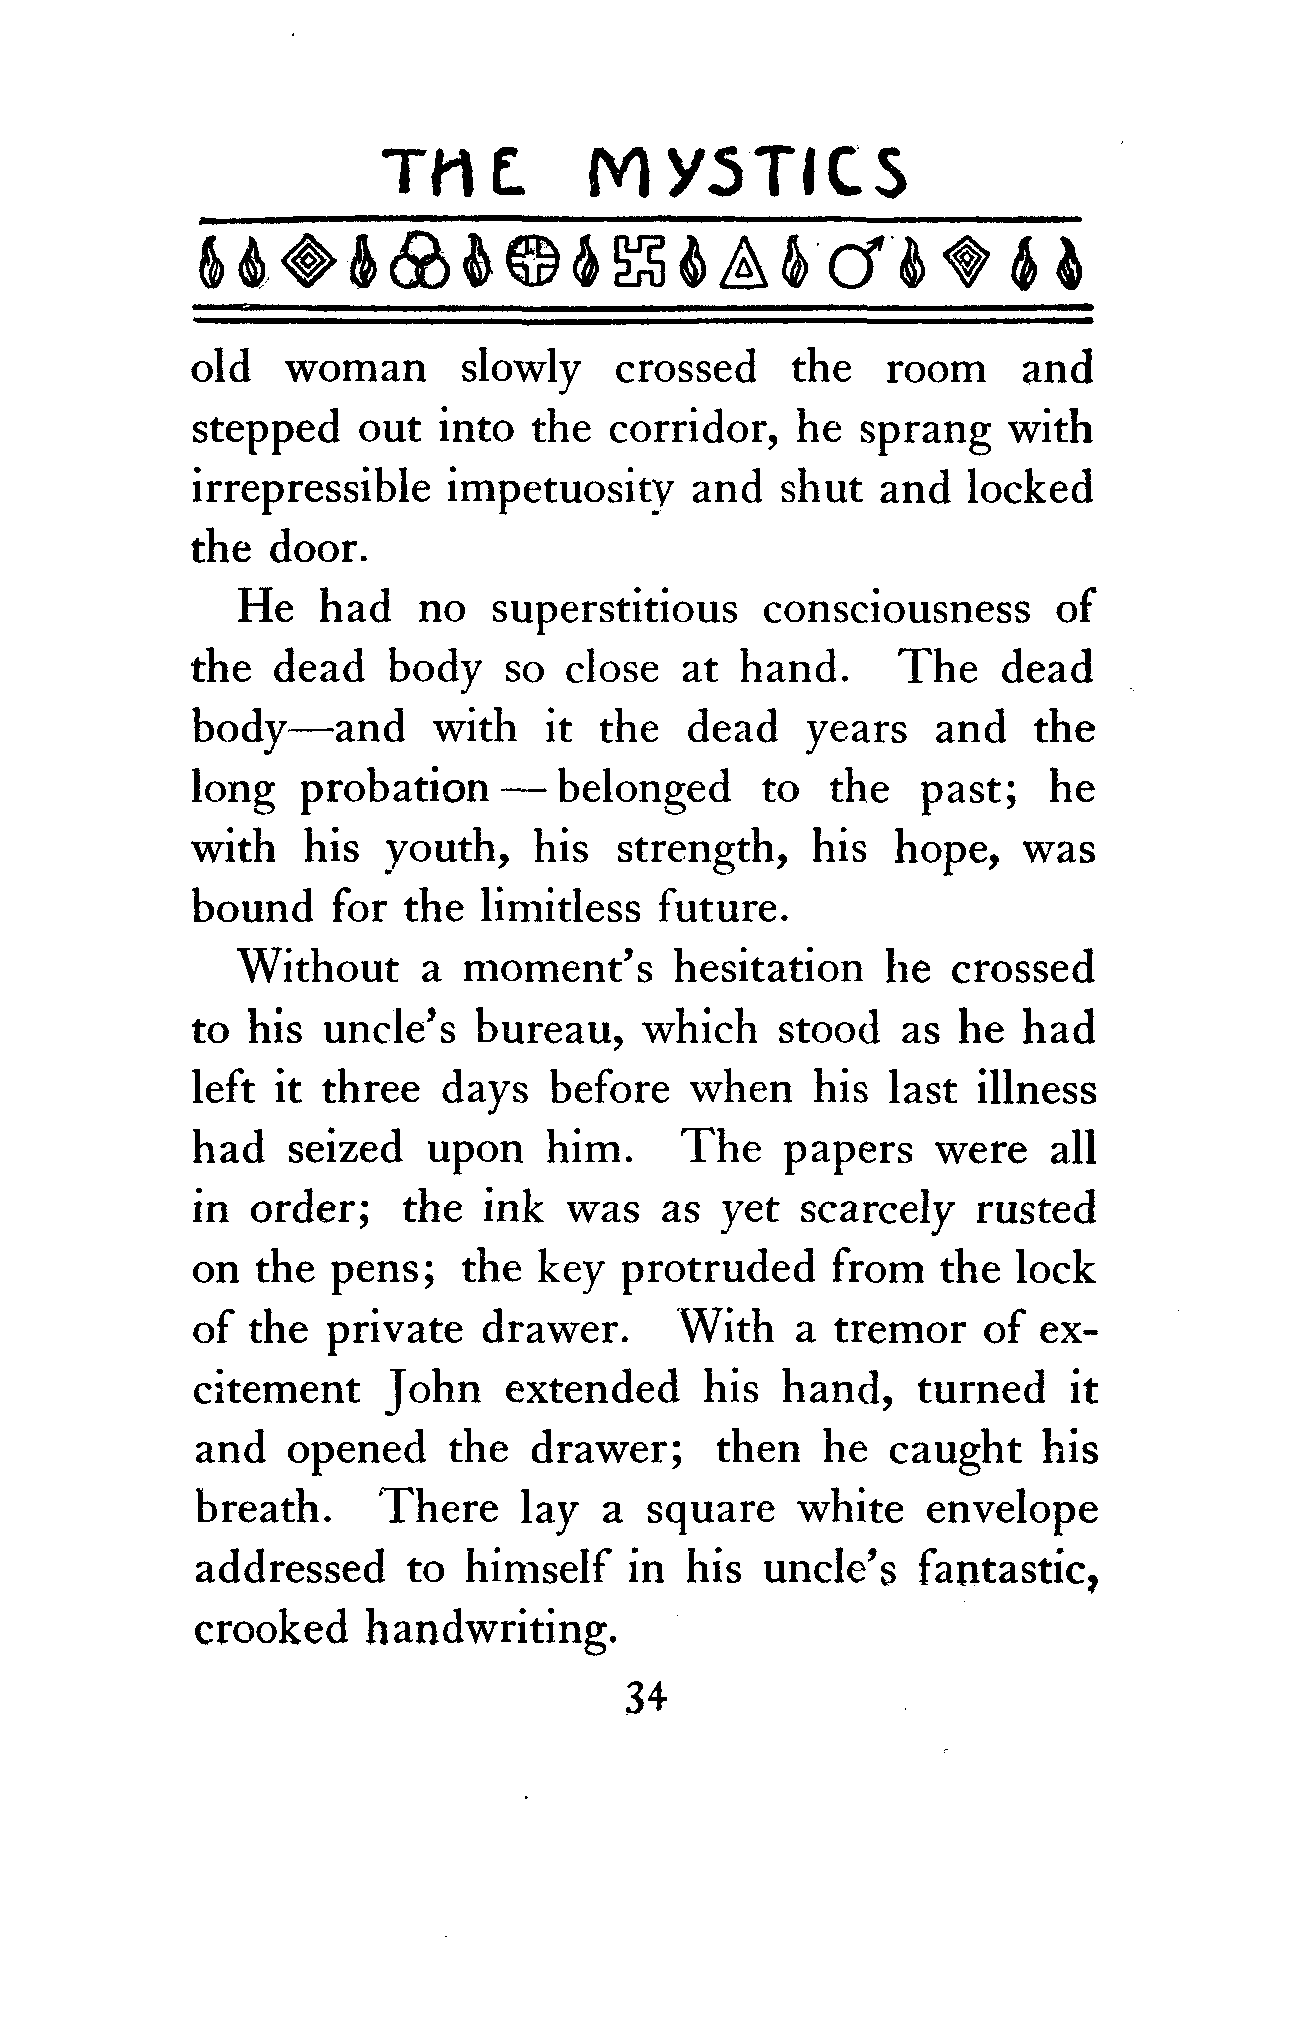 THE MYSTICS
old woman slowly crossed the room and
stepped out into the corridor, he sprang with
irrepressible impetuosity and shut and locked
the door.
He had no superstitious consciousness of
the dead body so close at hand. The dead
body—and with it the dead years and the
long probation — belonged to the past; he
with his youth, his strength, his hope, was
bound for the limitless future.
Without a moment's hesitation he crossed
to his uncle's bureau, which stood as he had
left it three days before when his last illness
had seized upon him. The papers were all
in order; the ink was as yet scarcely rusted
on the pens; the key protruded from the lock
of the private drawer. With a tremor of ex-
citement John extended his hand, turned it
and opened the drawer; then he caught his
breath. There lay a square white envelope
addressed to himself in his uncle's fantastic,
crooked handwriting.
34